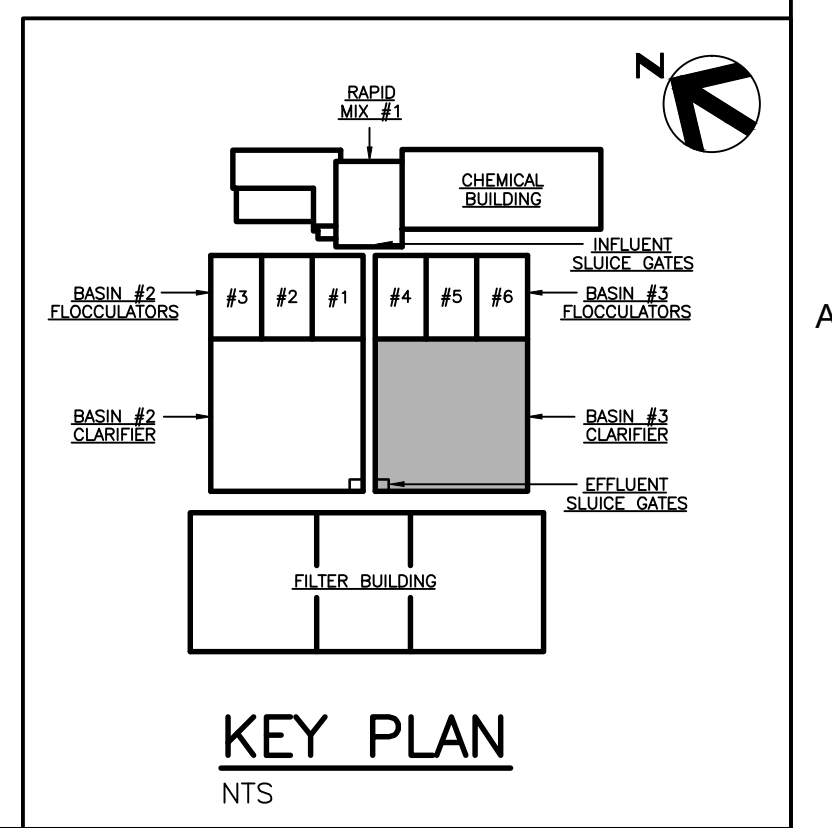 N
RAPID
MIX #1
CHEMICAL
BUILDING
INFLUENT
SLUICE GATES
BASIN #2
FLOCCULATORS
#3 #2 #1 #4 #5 #6
BASIN #3
FLOCCULATORS
A
BASIN #2
CLARIFIER
BASIN #3
CLARIFIER
EFFLUENT
SLUICE GATES
FILTER BUILDING
KEY PLAN
NTS